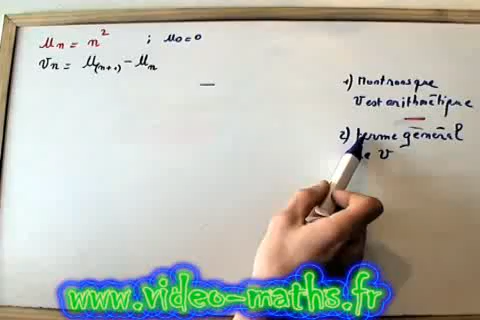 un = n² ; u0 = 0
vn = u(n+1) - un
1) Montrons que
V est arithmétique
2) terme général
de V
www.video-maths.fr